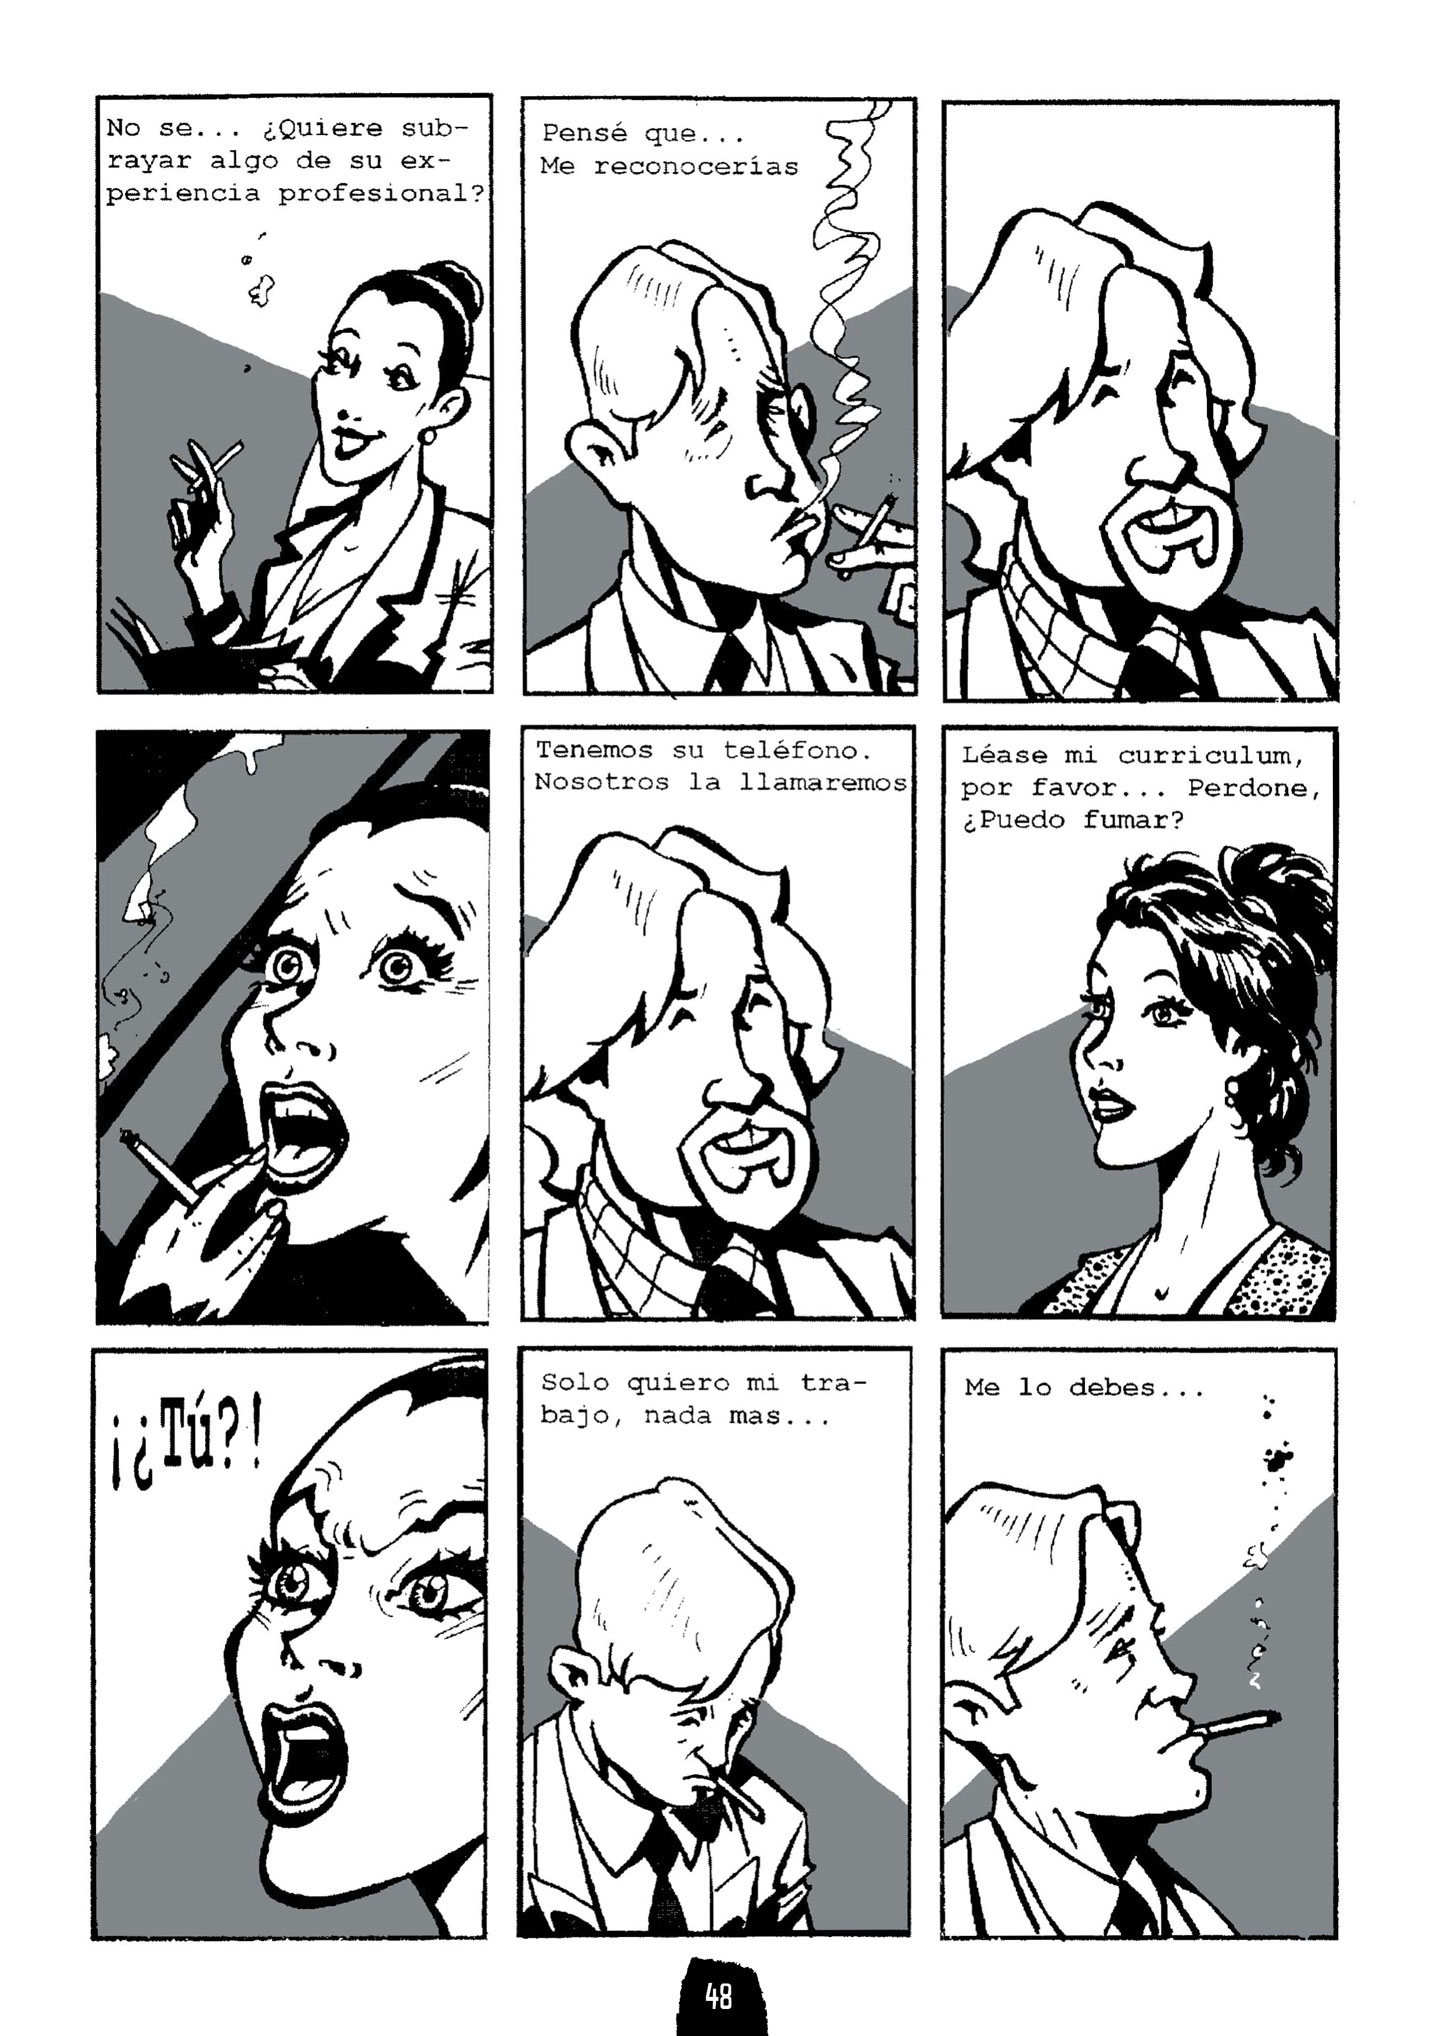 No se... ¿Quiere sub-
rayar algo de su ex-
periencia profesional?
Pensé que...
Me reconocerías
Tenemos su teléfono.
Nosotros la llamaremos
Léase mi curriculum,
por favor... Perdone,
¿Puedo fumar?
¡¿Tú?!
Solo quiero mi tra-
bajo, nada mas...
Me lo debes...
48